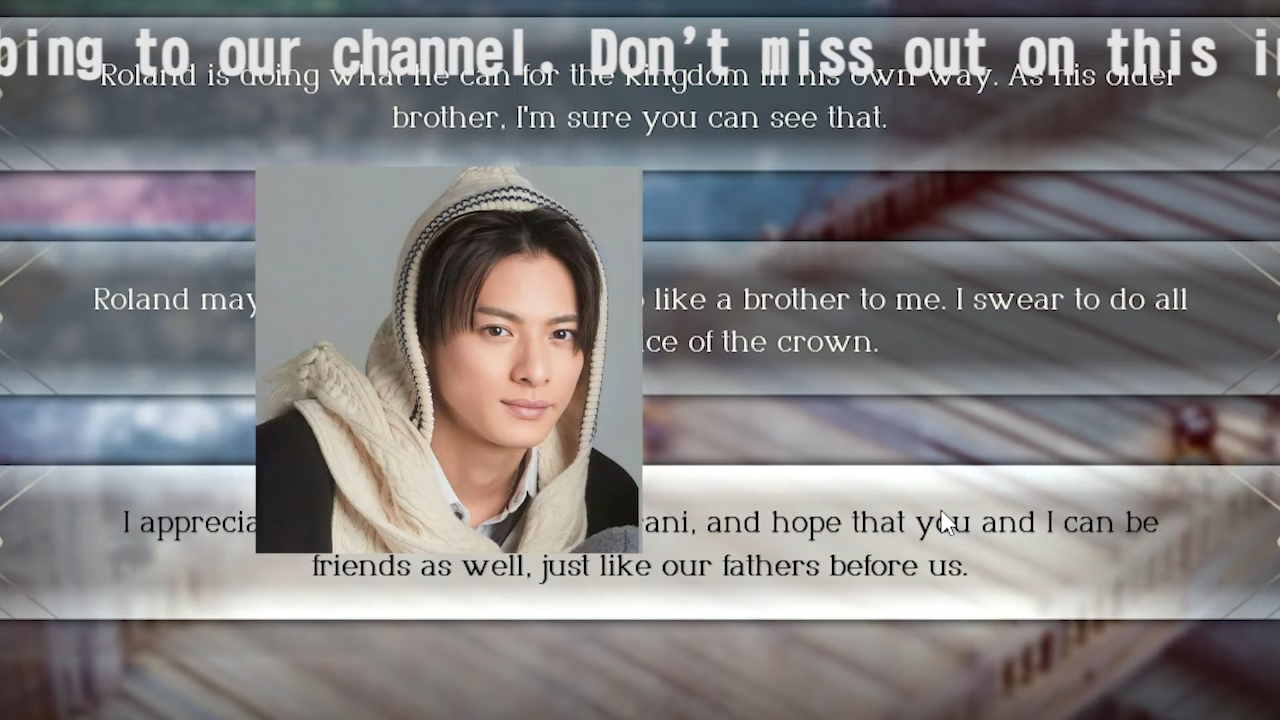 bing to our channel. Don't miss out on this i
Roland is doing what he can for the kingdom in his own way. As his older
brother, I'm sure you can see that.
Roland may like a brother to me. I swear to do all
ice of the crown.
I apprecia ani, and hope that you and I can be
friends as well, just like our fathers before us.